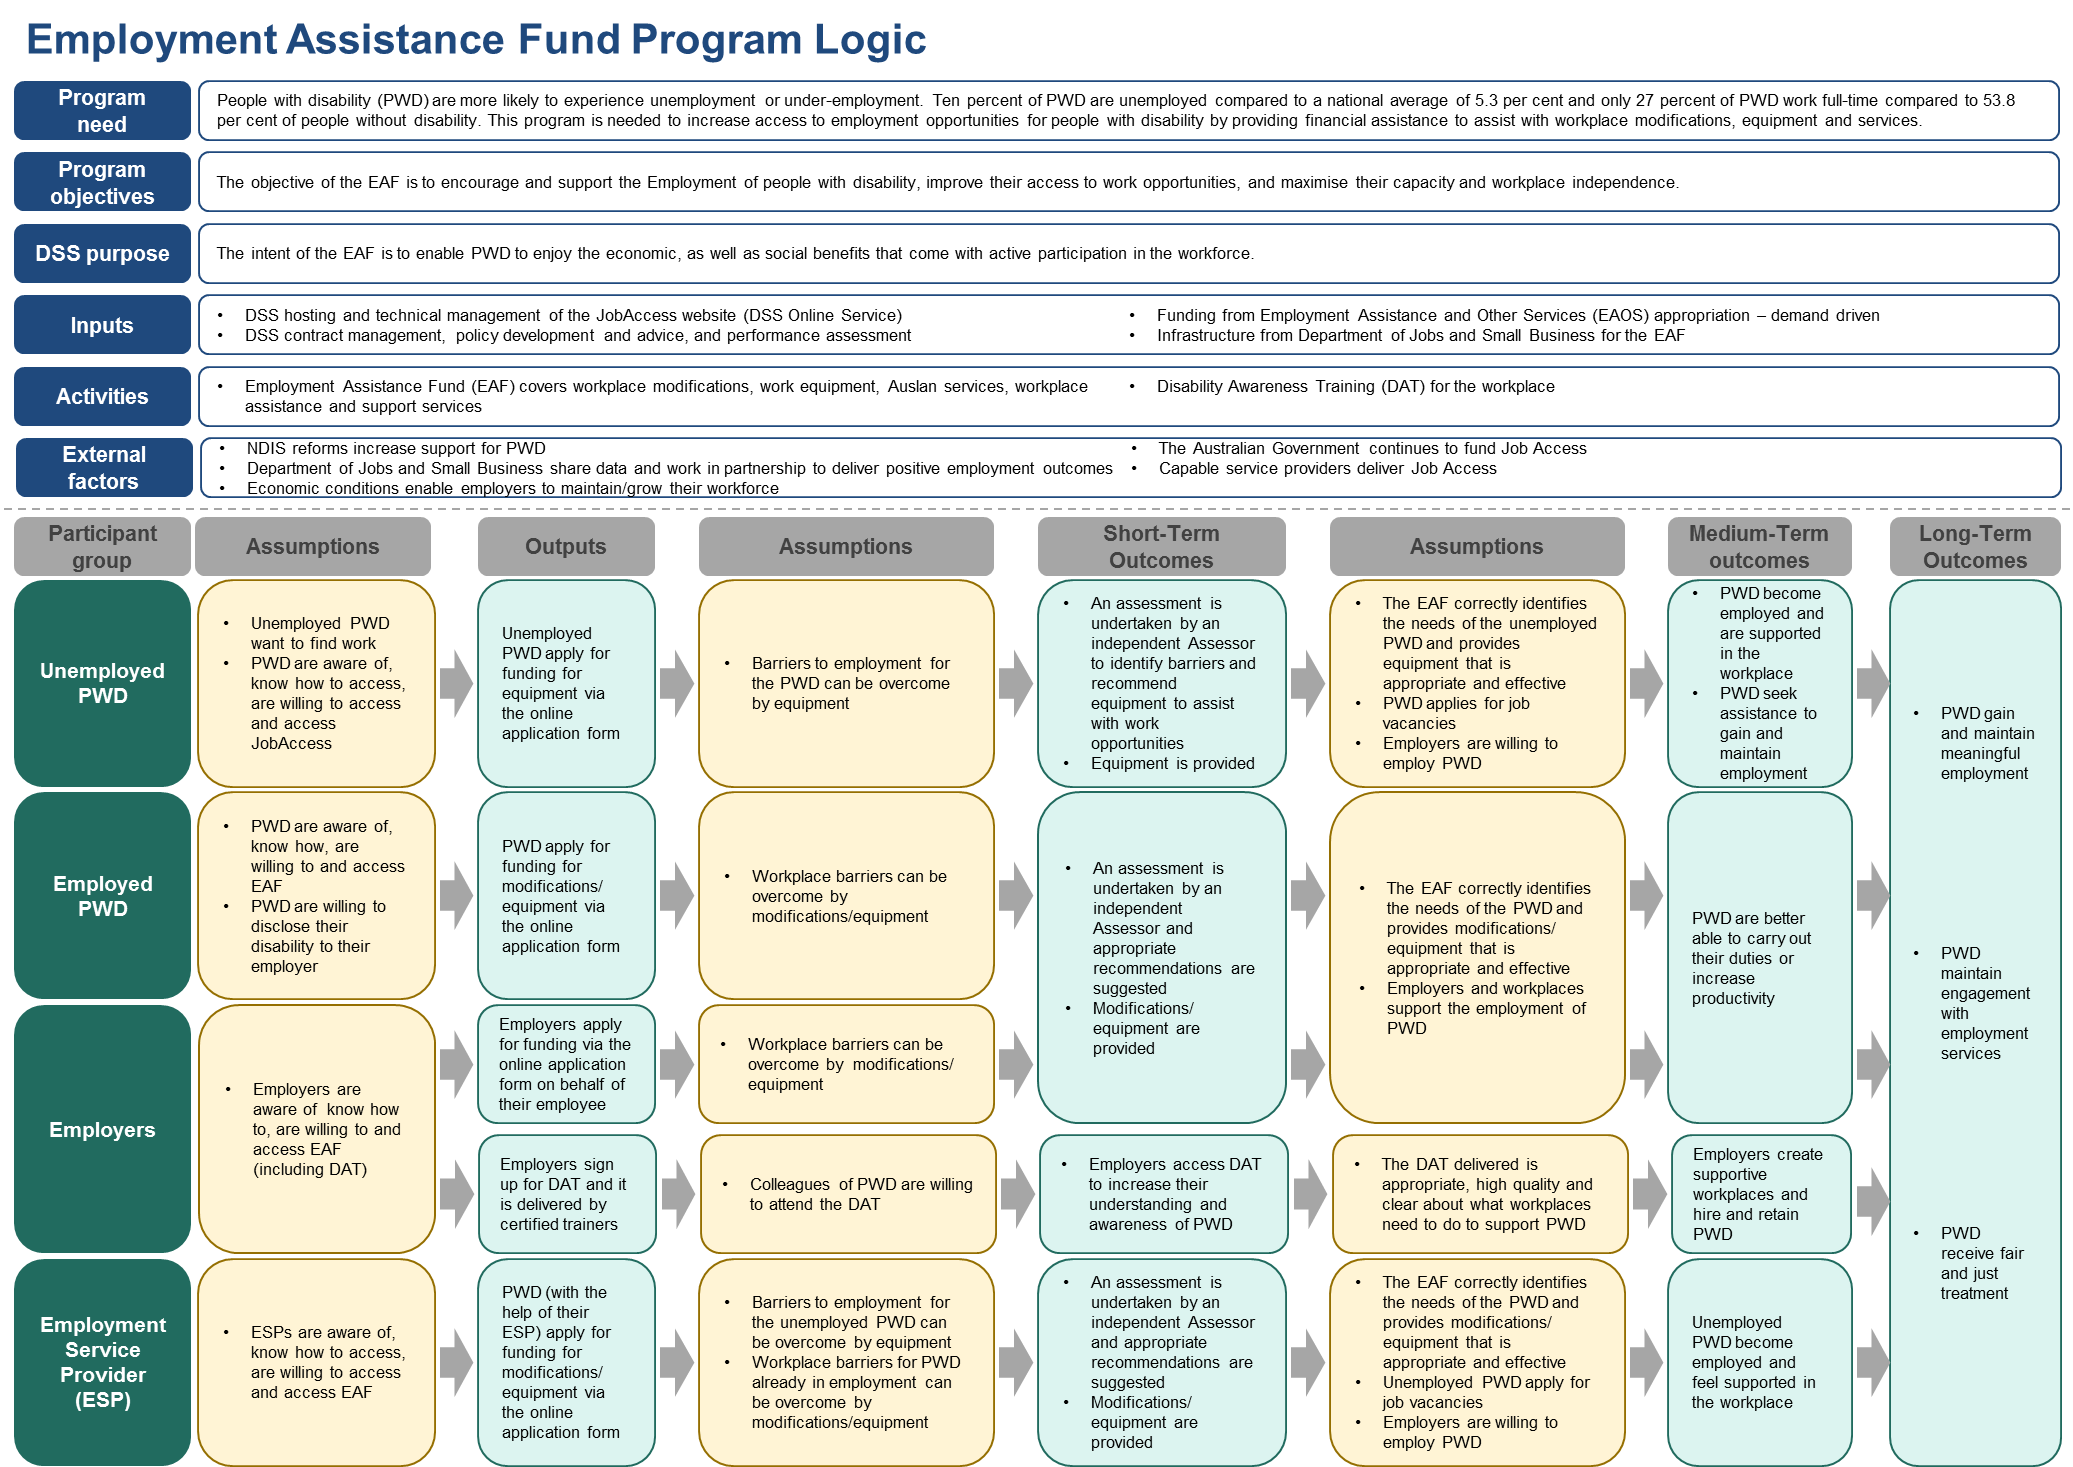 Employment Assistance Fund Program Logic
Program
need
People with disability (PWD) are more likely to experience unemployment or under-employment. Ten percent of PWD are unemployed compared to a national average of 5.3 per cent and only 27 percent of PWD work full-time compared to 53.8
per cent of people without disability. This program is needed to increase access to employment opportunities for people with disability by providing financial assistance to assist with workplace modifications, equipment and services.
Program
objectives
The objective of the EAF is to encourage and support the Employment of people with disability, improve their access to work opportunities, and maximise their capacity and workplace independence.
DSS purpose
The intent of the EAF is to enable PWD to enjoy the economic, as well as social benefits that come with active participation in the workforce.
Inputs
• DSS hosting and technical management of the JobAccess website (DSS Online Service)
• DSS contract management, policy development and advice, and performance assessment
• Funding from Employment Assistance and Other Services (EAOS) appropriation – demand driven
• Infrastructure from Department of Jobs and Small Business for the EAF
Activities
• Employment Assistance Fund (EAF) covers workplace modifications, work equipment, Auslan services, workplace
assistance and support services
• Disability Awareness Training (DAT) for the workplace
External
factors
• NDIS reforms increase support for PWD
• Department of Jobs and Small Business share data and work in partnership to deliver positive employment outcomes
• Economic conditions enable employers to maintain/grow their workforce
• The Australian Government continues to fund Job Access
• Capable service providers deliver Job Access
Participant
group
Assumptions
Outputs
Assumptions
Short-Term
Outcomes
Assumptions
Medium-Term
outcomes
Long-Term
Outcomes
Unemployed
PWD
• Unemployed PWD
want to find work
• PWD are aware of,
know how to access,
are willing to access
and access
JobAccess
Unemployed
PWD apply for
funding for
equipment via
the online
application form
• Barriers to employment for
the PWD can be overcome
by equipment
• An assessment is
undertaken by an
independent Assessor
to identify barriers and
recommend
equipment to assist
with work
opportunities
• Equipment is provided
• The EAF correctly identifies
the needs of the unemployed
PWD and provides
equipment that is
appropriate and effective
• PWD applies for job
vacancies
• Employers are willing to
employ PWD
• PWD become
employed and
are supported
in the
workplace
• PWD seek
assistance to
gain and
maintain
employment
Employed
PWD
• PWD are aware of,
know how, are
willing to and access
EAF
• PWD are willing to
disclose their
disability to their
employer
PWD apply for
funding for
modifications/
equipment via
the online
application form
• Workplace barriers can be
overcome by
modifications/equipment
• An assessment is
undertaken by an
independent
Assessor and
appropriate
recommendations are
suggested
• Modifications/
equipment are
provided
• The EAF correctly identifies
the needs of the PWD and
provides modifications/
equipment that is
appropriate and effective
• Employers and workplaces
support the employment of
PWD
PWD are better
able to carry out
their duties or
increase
productivity
Employers
• Employers are
aware of know how
to, are willing to and
access EAF
(including DAT)
Employers apply
for funding via the
online application
form on behalf of
their employee
• Workplace barriers can be
overcome by modifications/
equipment
Employers sign
up for DAT and it
is delivered by
certified trainers
• Colleagues of PWD are willing
to attend the DAT
• Employers access DAT
to increase their
understanding and
awareness of PWD
• The DAT delivered is
appropriate, high quality and
clear about what workplaces
need to do to support PWD
Employers create
supportive
workplaces and
hire and retain
PWD
Employment
Service
Provider
(ESP)
• ESPs are aware of,
know how to access,
are willing to access
and access EAF
PWD (with the
help of their
ESP) apply for
funding for
modifications/
equipment via
the online
application form
• Barriers to employment for
the unemployed PWD can
be overcome by equipment
• Workplace barriers for PWD
already in employment can
be overcome by
modifications/equipment
• An assessment is
undertaken by an
independent Assessor
and appropriate
recommendations are
suggested
• Modifications/
equipment are
provided
• The EAF correctly identifies
the needs of the PWD and
provides modifications/
equipment that is
appropriate and effective
• Unemployed PWD apply for
job vacancies
• Employers are willing to
employ PWD
Unemployed
PWD become
employed and
feel supported in
the workplace
• PWD gain
and maintain
meaningful
employment
• PWD
maintain
engagement
with
employment
services
• PWD
receive fair
and just
treatment